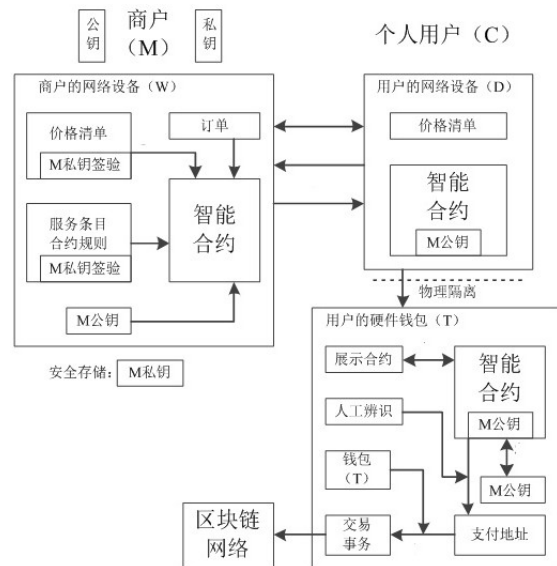 公
钥
商户
（M）
私
钥
个人用户（C）
商户的网络设备（W）
价格清单
M私钥签验
订单
服务条目
合约规则
M私钥签验
智能
合约
M公钥
安全存储：
M私钥
用户的网络设备（D）
价格清单
智能
合约
M公钥
物理隔离
用户的硬件钱包（T）
展示合约
智能
合约
M公钥
人工辨识
钱包
（T）
M公钥
区块链
网络
交易
事务
支付地址